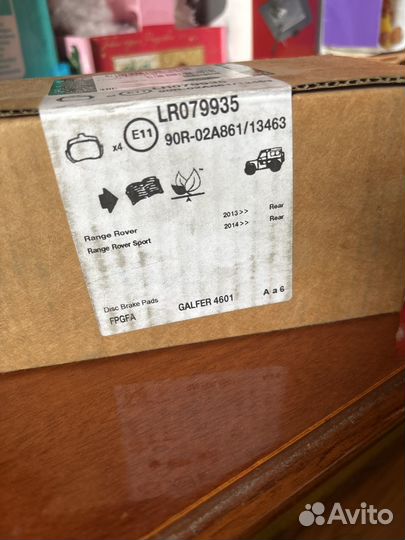 LR079935
x4
E11
90R-02A861/13463
Range Rover 2013>> Rear
Range Rover Sport 2014>> Rear
Disc Brake Pads GALFER 4601 A a 6
FPGFA
Avito